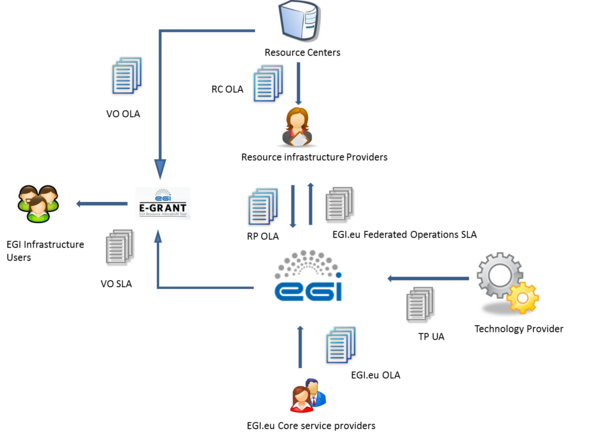 Resource Centers
RC OLA
VO OLA
Resource infrastructure Providers
egi
E-GRANT
EGI Infrastructure
Users
RP OLA
EGI.eu Federated Operations SLA
VO SLA
egi
TP UA
Technology Provider
EGI.eu OLA
EGI.eu Core service providers